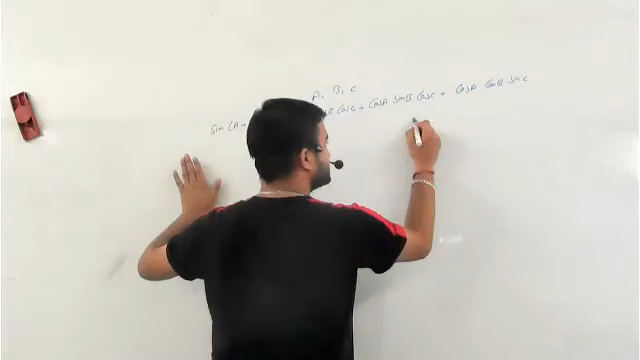 A, B, C
Sin (A+ B Cosc + CosA SinB Cosc + CosA CosB Sinc